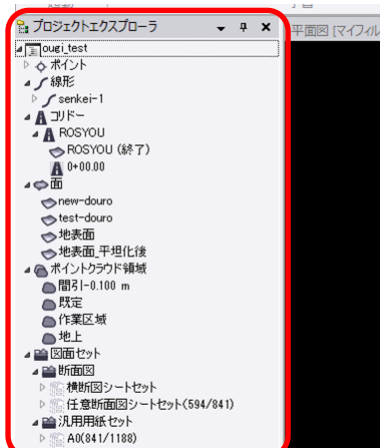 プロジェクトエクスプローラ
平面図 [マイフィル
ougi_test
ポイント
線形
senkei-1
コリドー
ROSYOU
ROSYOU (終了)
0+00.00
面
new-douro
test-douro
地表面
地表面_平坦化後
ポイントクラウド領域
間引-0.100 m
既定
作業区域
地上
図面セット
断面図
横断図シートセット
任意断面図シートセット(594/841)
汎用用紙セット
A0(841/1188)